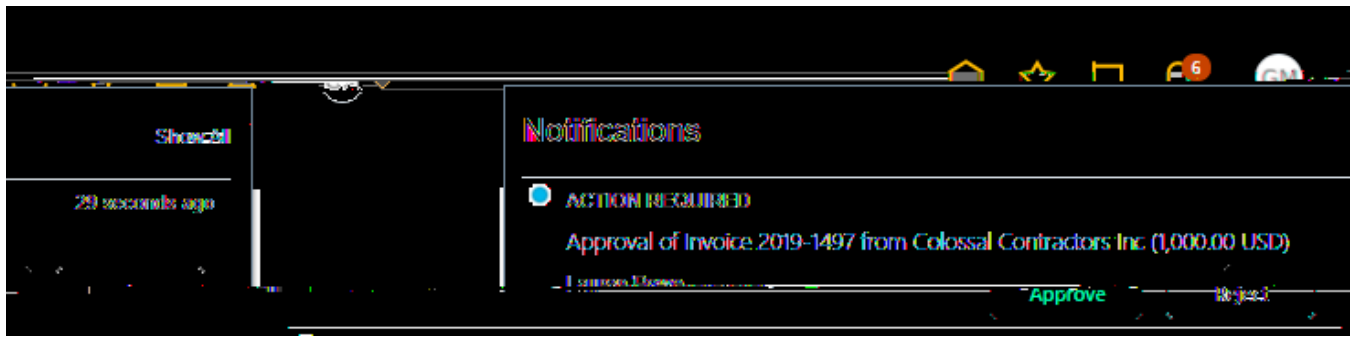 6
GM
Show All
Notifications
29 seconds ago
ACTION REQUIRED
Approval of Invoice 2019-1497 from Colossal Contractors Inc (1,000.00 USD)
Approve
Reject